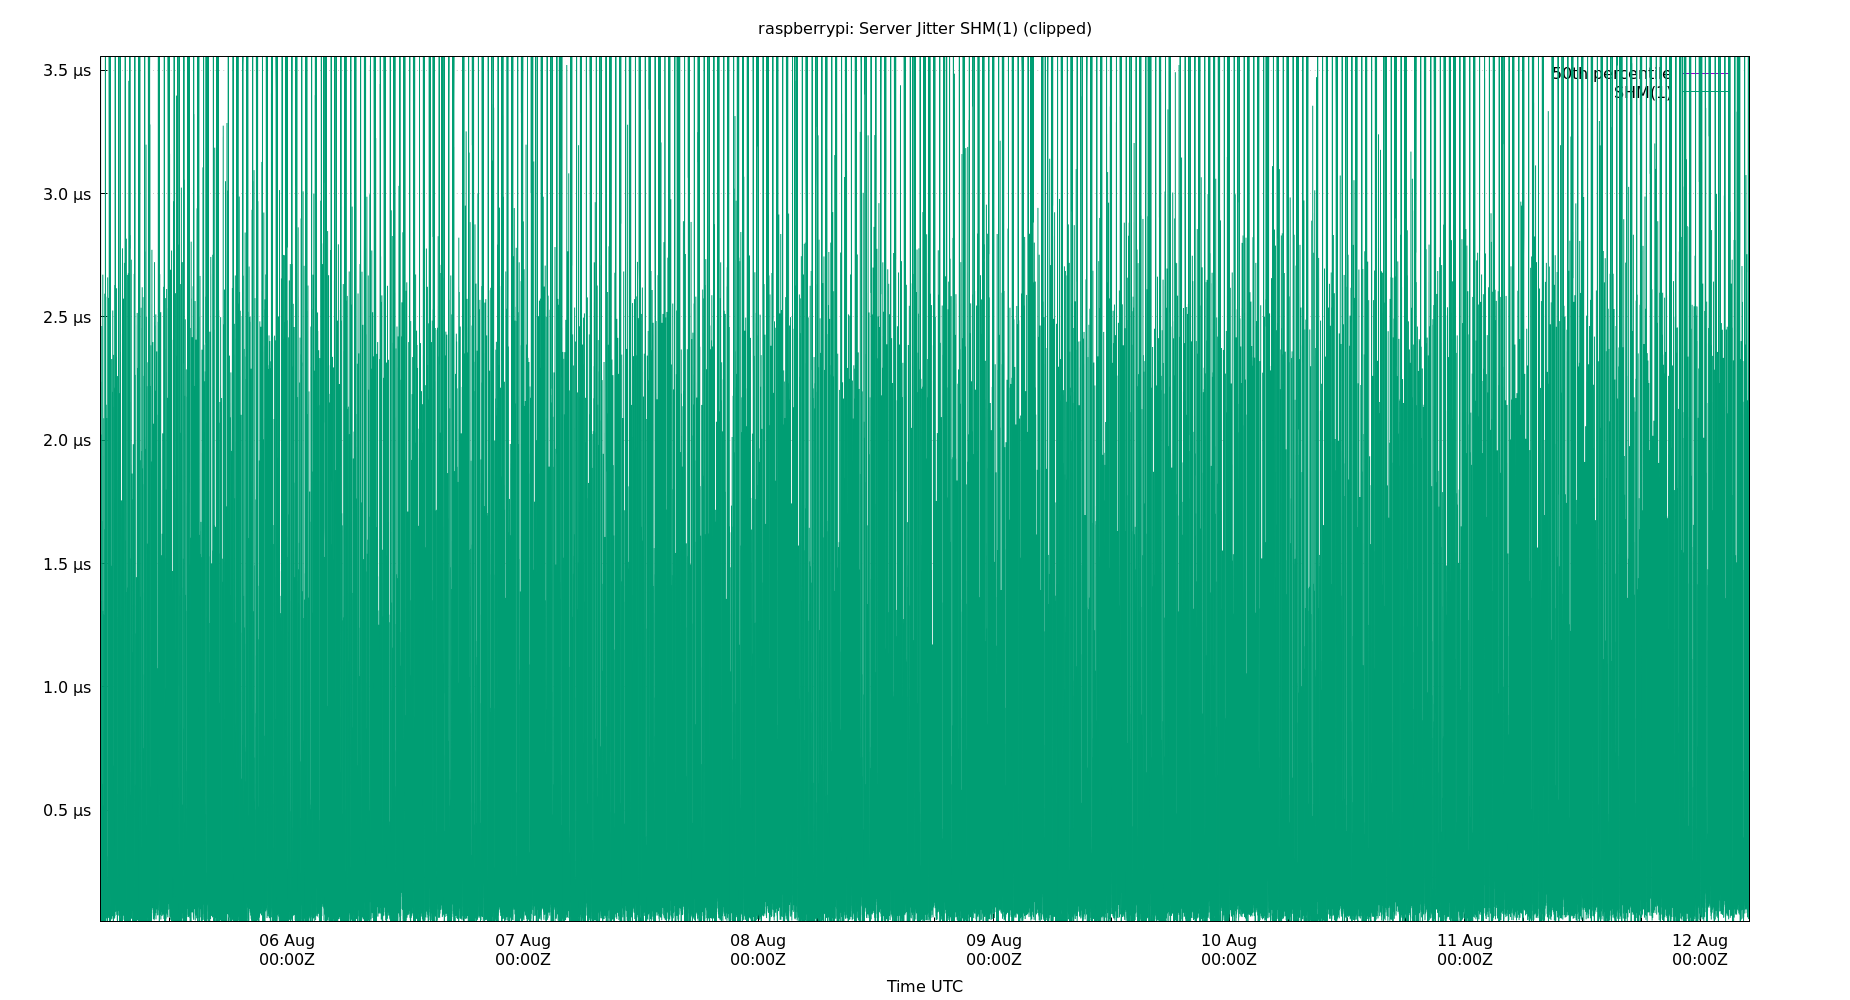 raspberrypi: Server Jitter SHM(1) (clipped)
3.5 µs
50th percentile
SHM(1)
3.0 µs
2.5 µs
2.0 µs
1.5 µs
1.0 µs
0.5 µs
06 Aug 07 Aug 08 Aug 09 Aug 10 Aug 11 Aug 12 Aug
00:00Z 00:00Z 00:00Z 00:00Z 00:00Z 00:00Z 00:00Z
Time UTC